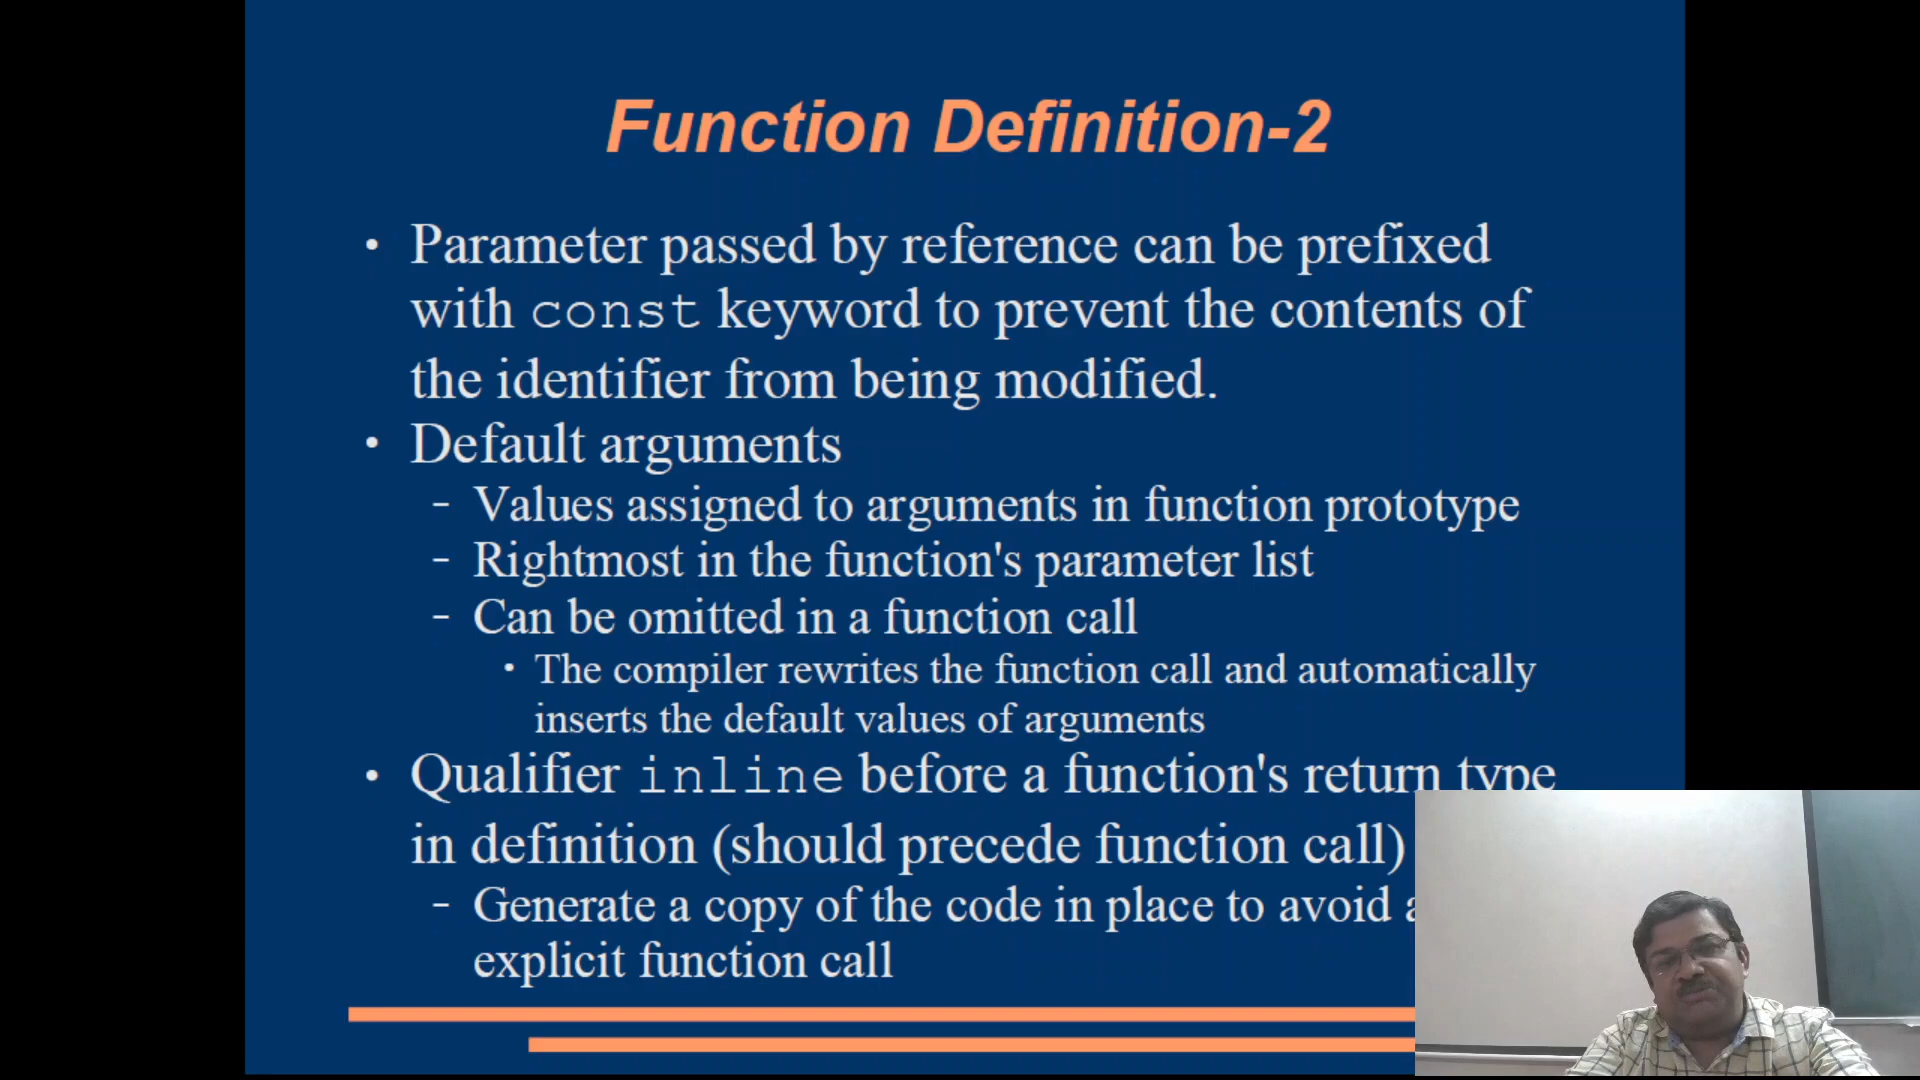 Function Definition-2
• Parameter passed by reference can be prefixed
with const keyword to prevent the contents of
the identifier from being modified.
• Default arguments
– Values assigned to arguments in function prototype
– Rightmost in the function's parameter list
– Can be omitted in a function call
• The compiler rewrites the function call and automatically
inserts the default values of arguments
• Qualifier inline before a function's return type
in definition (should precede function call)
– Generate a copy of the code in place to avoid
explicit function call